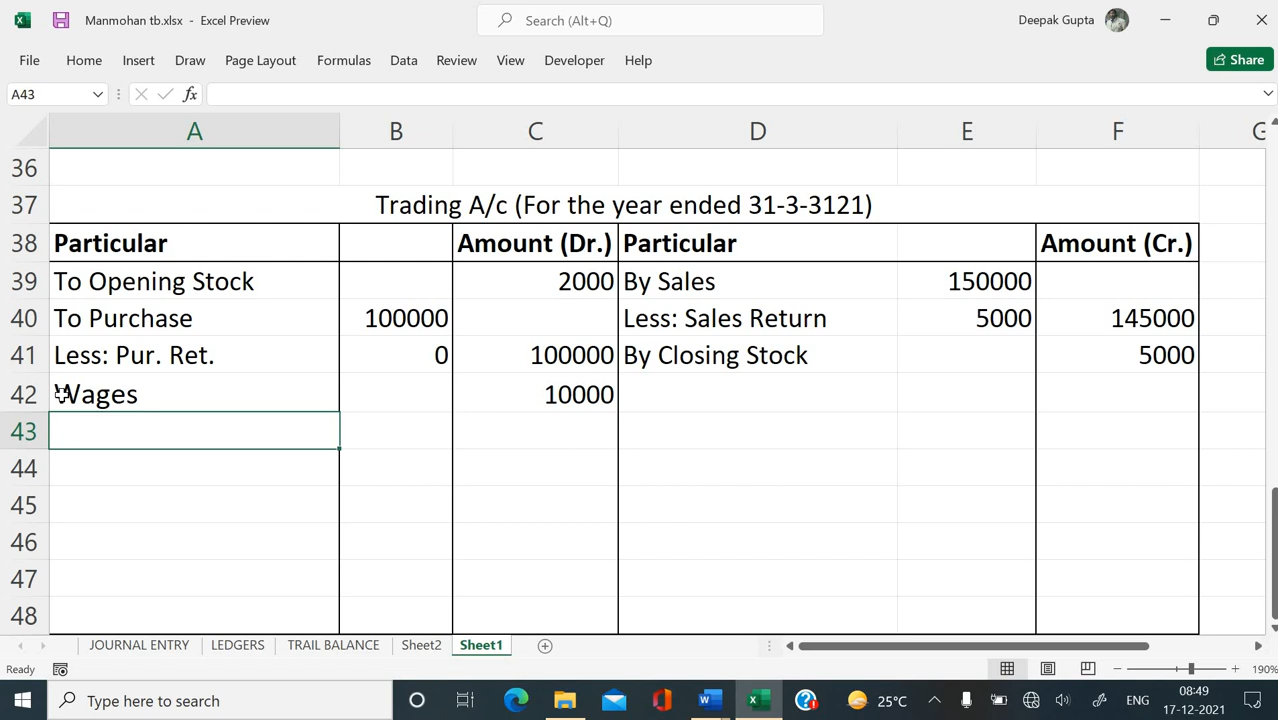 Manmohan tb.xlsx - Excel Preview
Search (Alt+Q)
Deepak Gupta
File Home Insert Draw Page Layout Formulas Data Review View Developer Help
Share
A43 fx
A B C D E F G
36
37 Trading A/c (For the year ended 31-3-3121)
38 Particular Amount (Dr.) Particular Amount (Cr.)
39 To Opening Stock 2000 By Sales 150000
40 To Purchase 100000 Less: Sales Return 5000 145000
41 Less: Pur. Ret. 0 100000 By Closing Stock 5000
42 Wages 10000
43
44
45
46
47
48
JOURNAL ENTRY LEDGERS TRAIL BALANCE Sheet2 Sheet1
Ready 190%
Type here to search 25°C ENG 08:49
17-12-2021